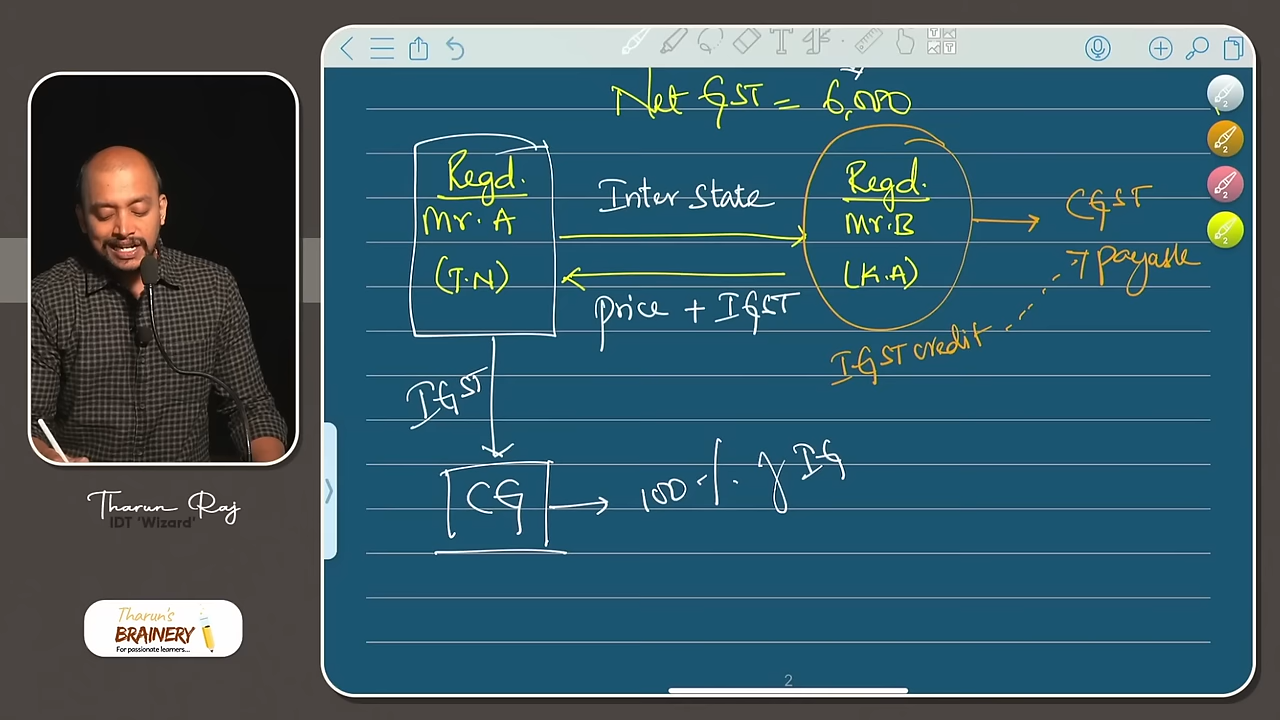 Net GST = 6,000
Regd.
Mr. A
(T.N)
Inter state
price + IGST
Regd.
Mr. B
(K.A)
CGST
payable
IGST credit
IGST
CG
100 % of IG
Tharun Raj
IDT 'Wizard'
Tharun's
BRAINERY
For passionate learners...
2